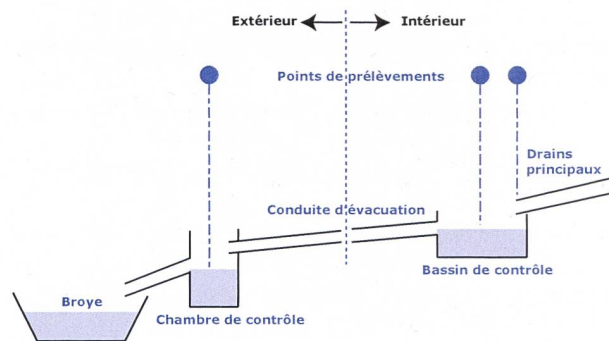 Extérieur
Intérieur
Points de prélèvements
Drains
principaux
Conduite d'évacuation
Bassin de contrôle
Broye
Chambre de contrôle